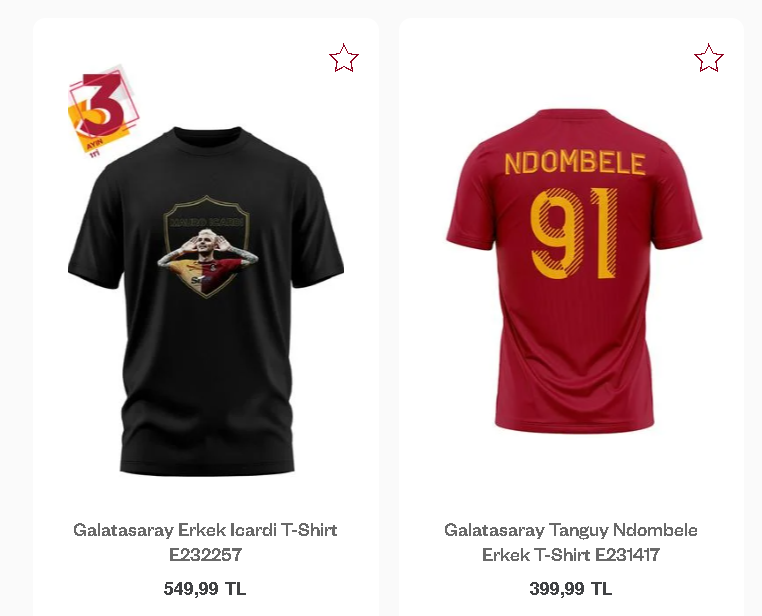 3
AYIN
MAURO ICARDI
NDOMBELE
91
Galatasaray Erkek Icardi T-Shirt
E232257
549,99 TL
Galatasaray Tanguy Ndombele
Erkek T-Shirt E231417
399,99 TL